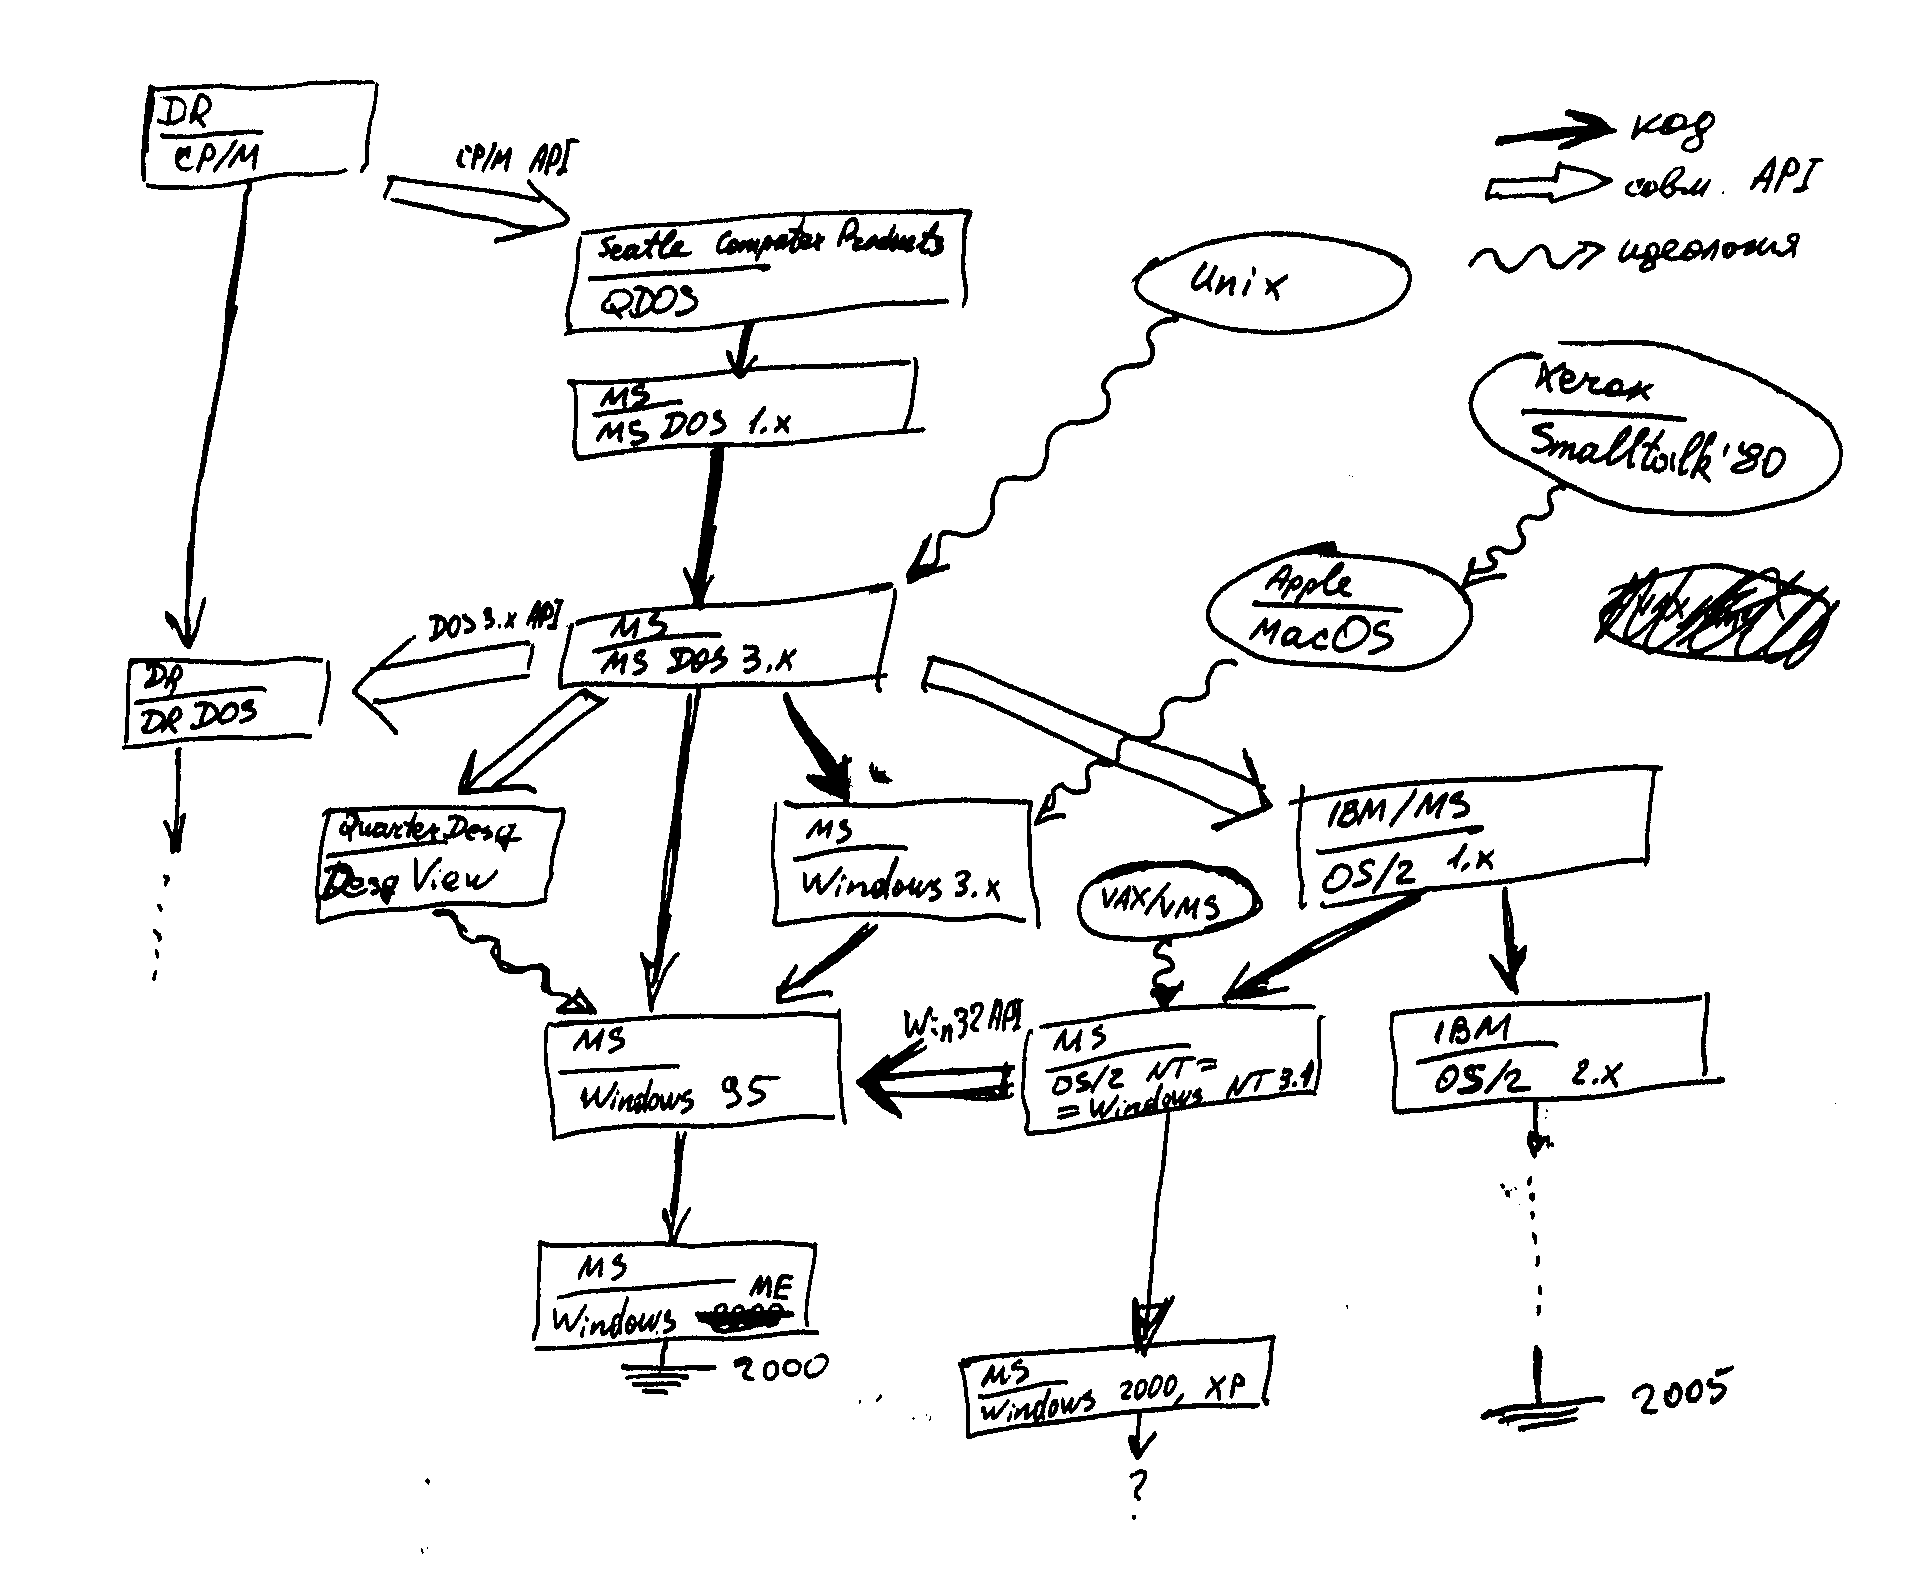 DR
CP/M
CP/M API
код
совм. API
идеология
Seatle Computer Products
QDOS
Unix
MS
MS DOS 1.x
Xerox
Smalltalk '80
Apple
MacOS
DOS 3.x API
MS
MS DOS 3.x
DR
DR DOS
QuarterDesq
Desq View
MS
Windows 3.x
IBM/MS
OS/2 1.x
VAX/VMS
Win32 API
MS
Windows 95
MS
OS/2 NT =
= Windows NT 3.1
IBM
OS/2 2.x
MS
ME
Windows
2000
MS
Windows 2000, XP
2005
?